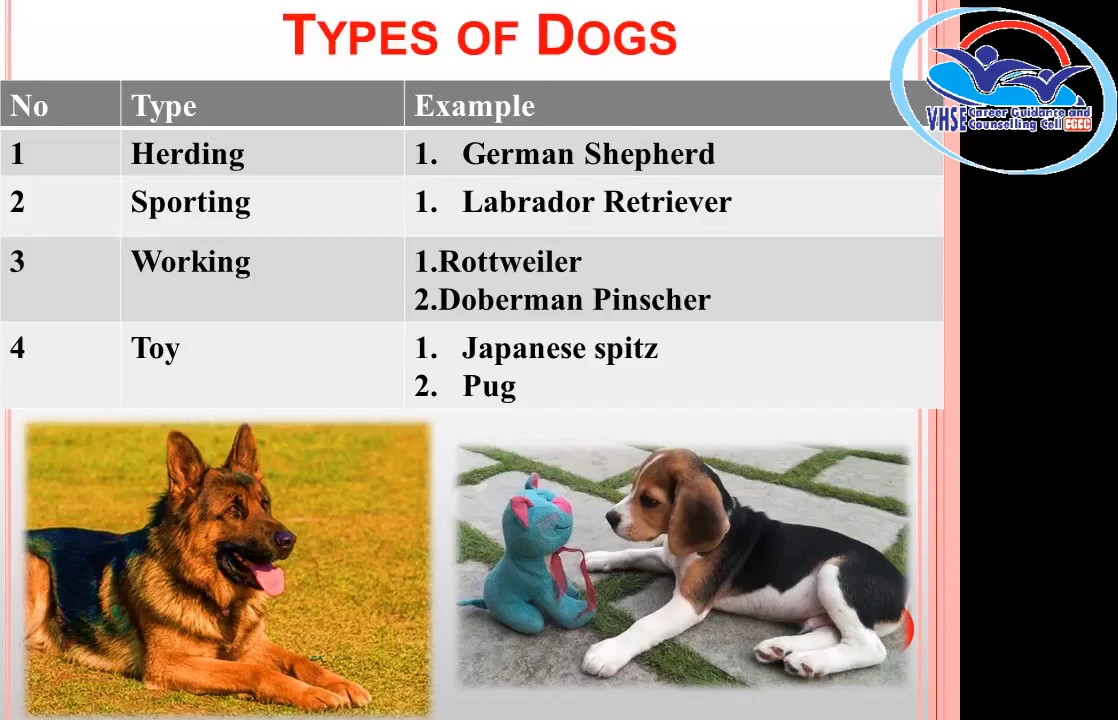 TYPES OF DOGS
No Type Example
1 Herding 1. German Shepherd
2 Sporting 1. Labrador Retriever
3 Working 1.Rottweiler
2.Doberman Pinscher
4 Toy 1. Japanese spitz
2. Pug
VHSE Career Guidance and
Counselling Cell CGCC